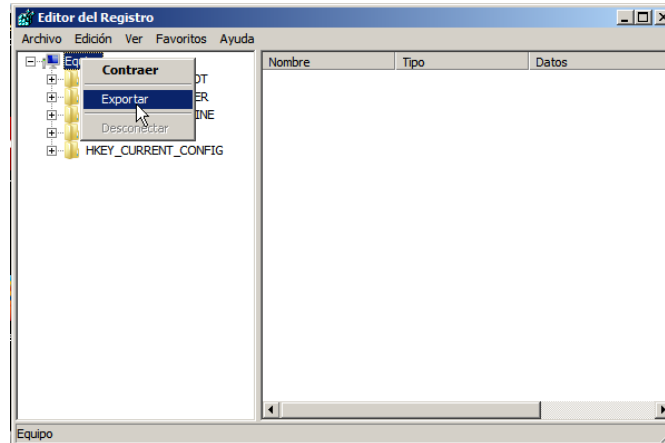 Editor del Registro
Archivo Edición Ver Favoritos Ayuda
Nombre Tipo Datos
Contraer
Exportar
Desconectar
HKEY_CURRENT_CONFIG
Equipo